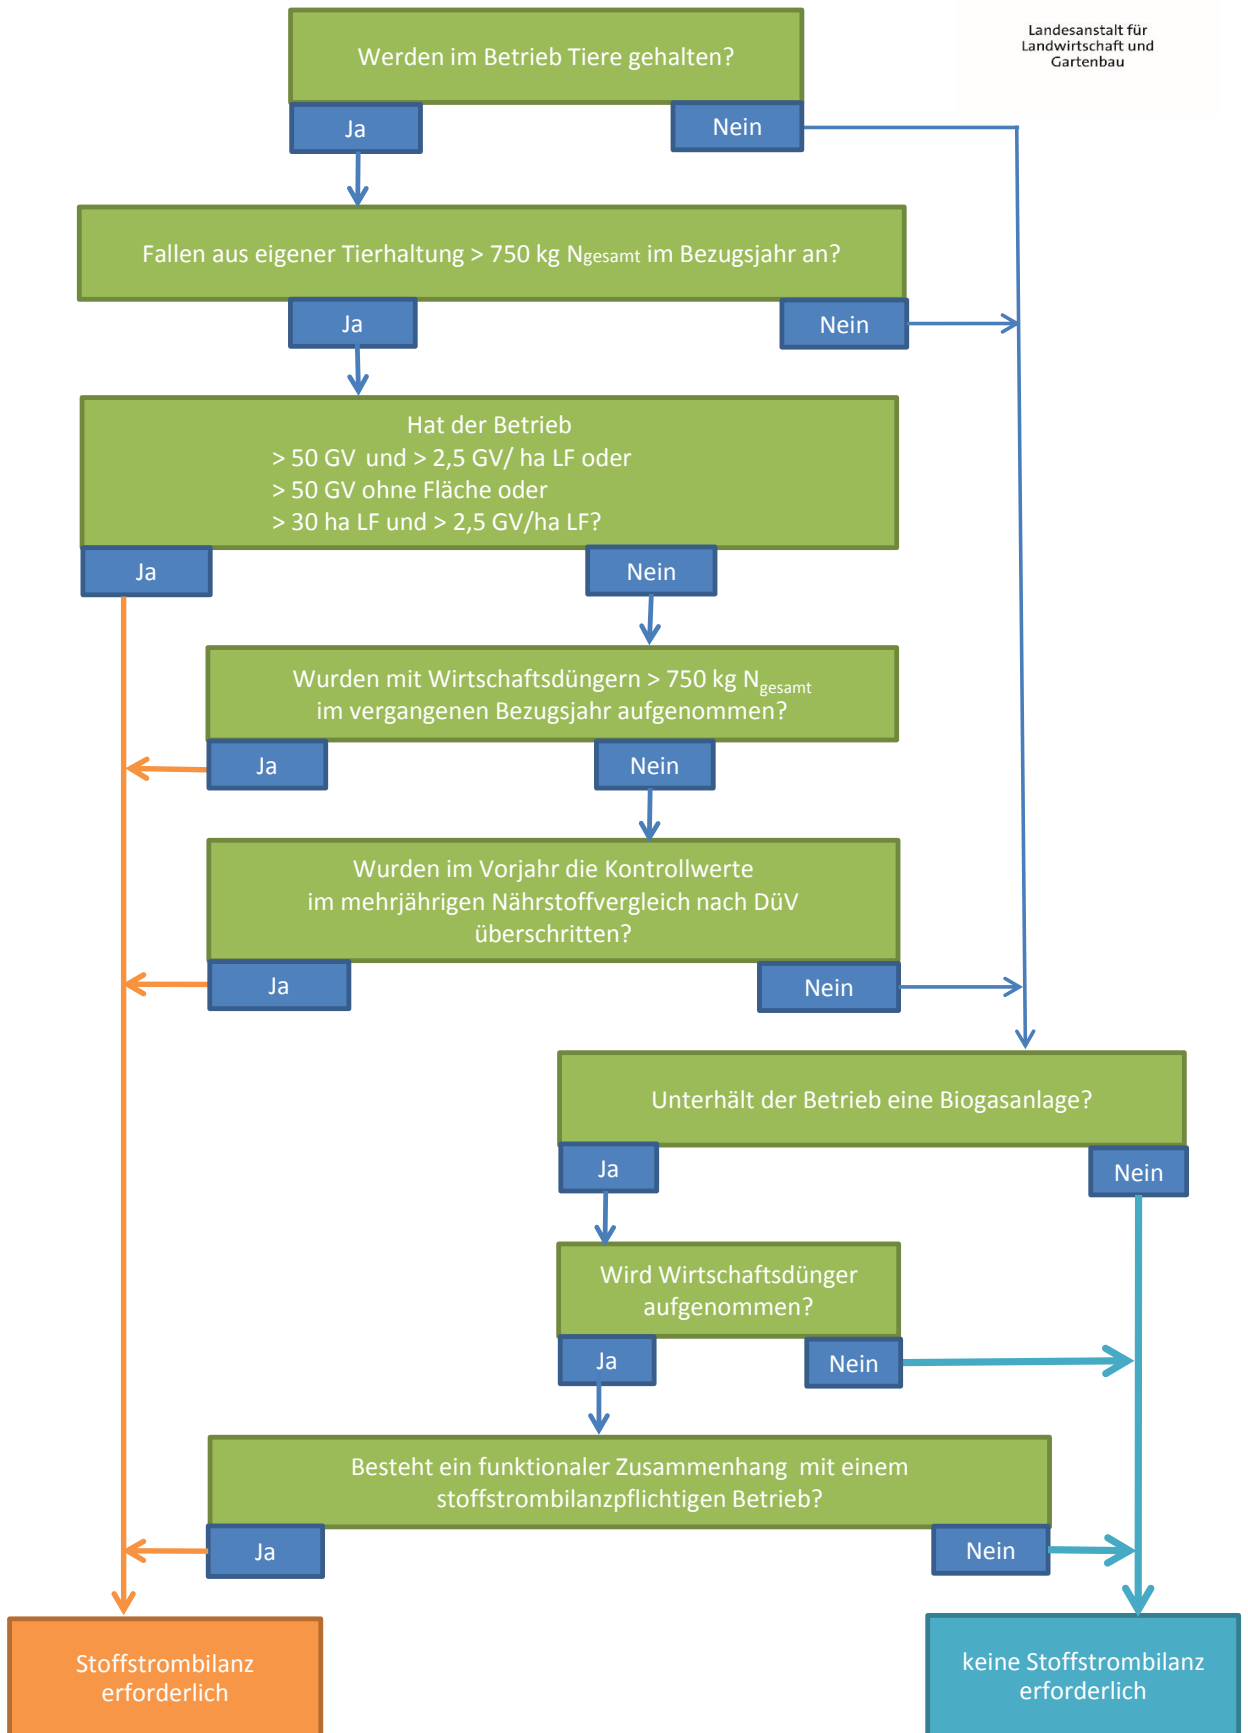 Landesanstalt für
Landwirtschaft und
Gartenbau
Werden im Betrieb Tiere gehalten?
Ja
Nein
Fallen aus eigener Tierhaltung > 750 kg Ngesamt im Bezugsjahr an?
Ja
Nein
Hat der Betrieb
> 50 GV und > 2,5 GV/ ha LF oder
> 50 GV ohne Fläche oder
> 30 ha LF und > 2,5 GV/ha LF?
Ja
Nein
Wurden mit Wirtschaftsdüngern > 750 kg Ngesamt
im vergangenen Bezugsjahr aufgenommen?
Ja
Nein
Wurden im Vorjahr die Kontrollwerte
im mehrjährigen Nährstoffvergleich nach DüV
überschritten?
Ja
Nein
Unterhält der Betrieb eine Biogasanlage?
Ja
Nein
Wird Wirtschaftsdünger
aufgenommen?
Ja
Nein
Besteht ein funktionaler Zusammenhang mit einem
stoffstrombilanzpflichtigen Betrieb?
Ja
Nein
Stoffstrombilanz
erforderlich
keine Stoffstrombilanz
erforderlich